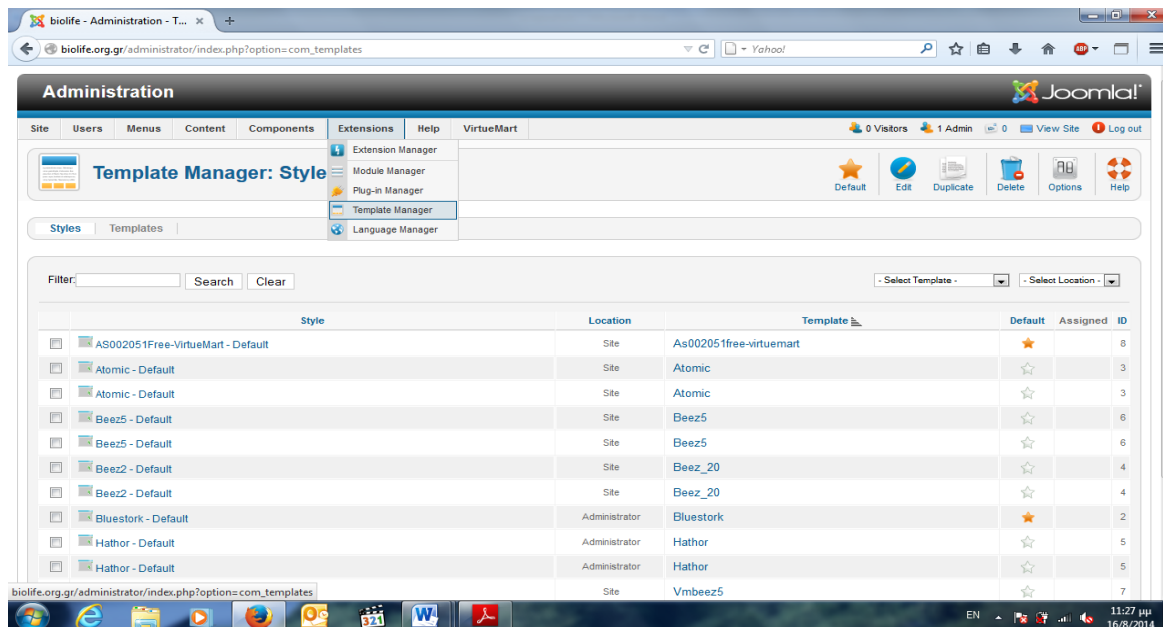 biolife - Administration - T... × +
biolife.org.gr/administrator/index.php?option=com_templates Yahoo! ABP
Administration Joomla!
Site Users Menus Content Components Extensions Help VirtueMart 0 Visitors 1 Admin 0 View Site Log out
Extension Manager
Module Manager
Plug-in Manager
Template Manager
Language Manager
Template Manager: Style
Default Edit Duplicate Delete Options Help
Styles Templates
Filter: Search Clear - Select Template - - Select Location -
Style Location Template Default Assigned ID
AS002051Free-VirtueMart - Default Site As002051free-virtuemart 8
Atomic - Default Site Atomic 3
Atomic - Default Site Atomic 3
Beez5 - Default Site Beez5 6
Beez5 - Default Site Beez5 6
Beez2 - Default Site Beez_20 4
Beez2 - Default Site Beez_20 4
Bluestork - Default Administrator Bluestork 2
Hathor - Default Administrator Hathor 5
Hathor - Default Administrator Hathor 5
Site Vmbeez5 7
biolife.org.gr/administrator/index.php?option=com_templates
321 EN 11:27 μμ
16/8/2014